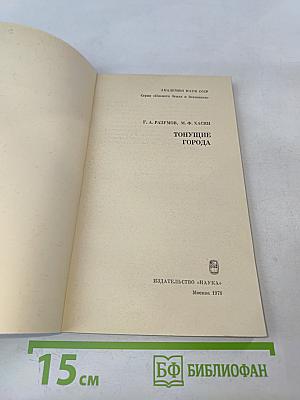 АКАДЕМИЯ НАУК СССР
Серия «Планета Земля и Вселенная»
Г. А. РАЗУМОВ, М. Ф. ХАСИН
ТОНУЩИЕ
ГОРОДА
ИЗДАТЕЛЬСТВО «НАУКА»
Москва 1978
15 см
БФ БИБЛИОФАН